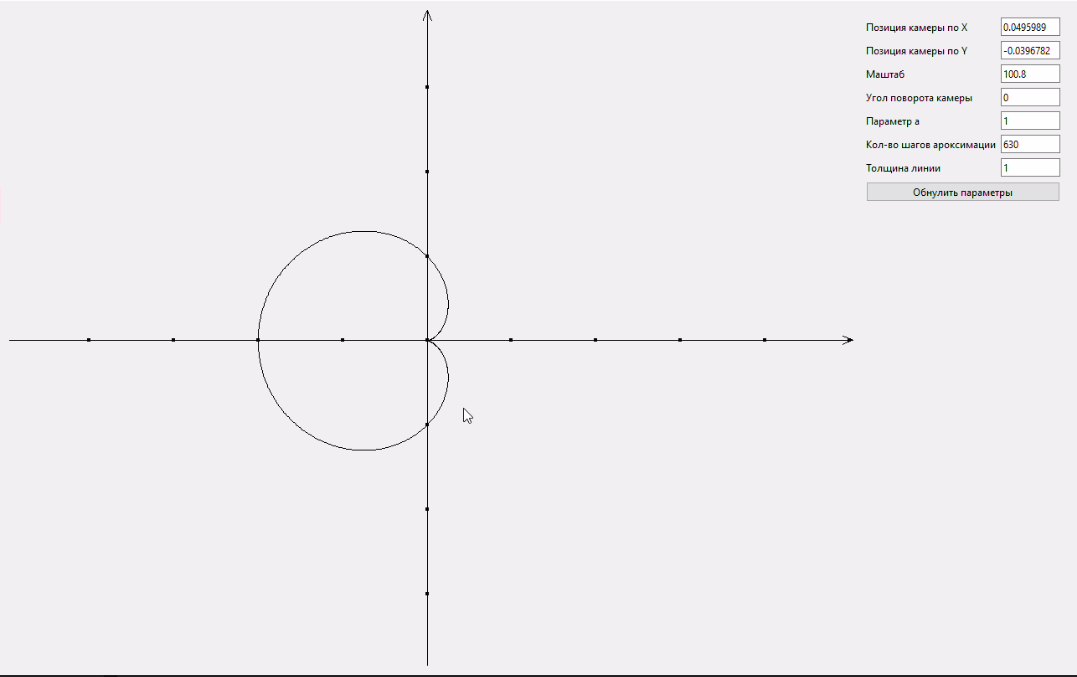 Позиция камеры по X 0.0495989
Позиция камеры по Y -0.0396782
Маштаб 100.8
Угол поворота камеры 0
Параметр a 1
Кол-во шагов ароксимации 630
Толщина линии 1
Обнулить параметры